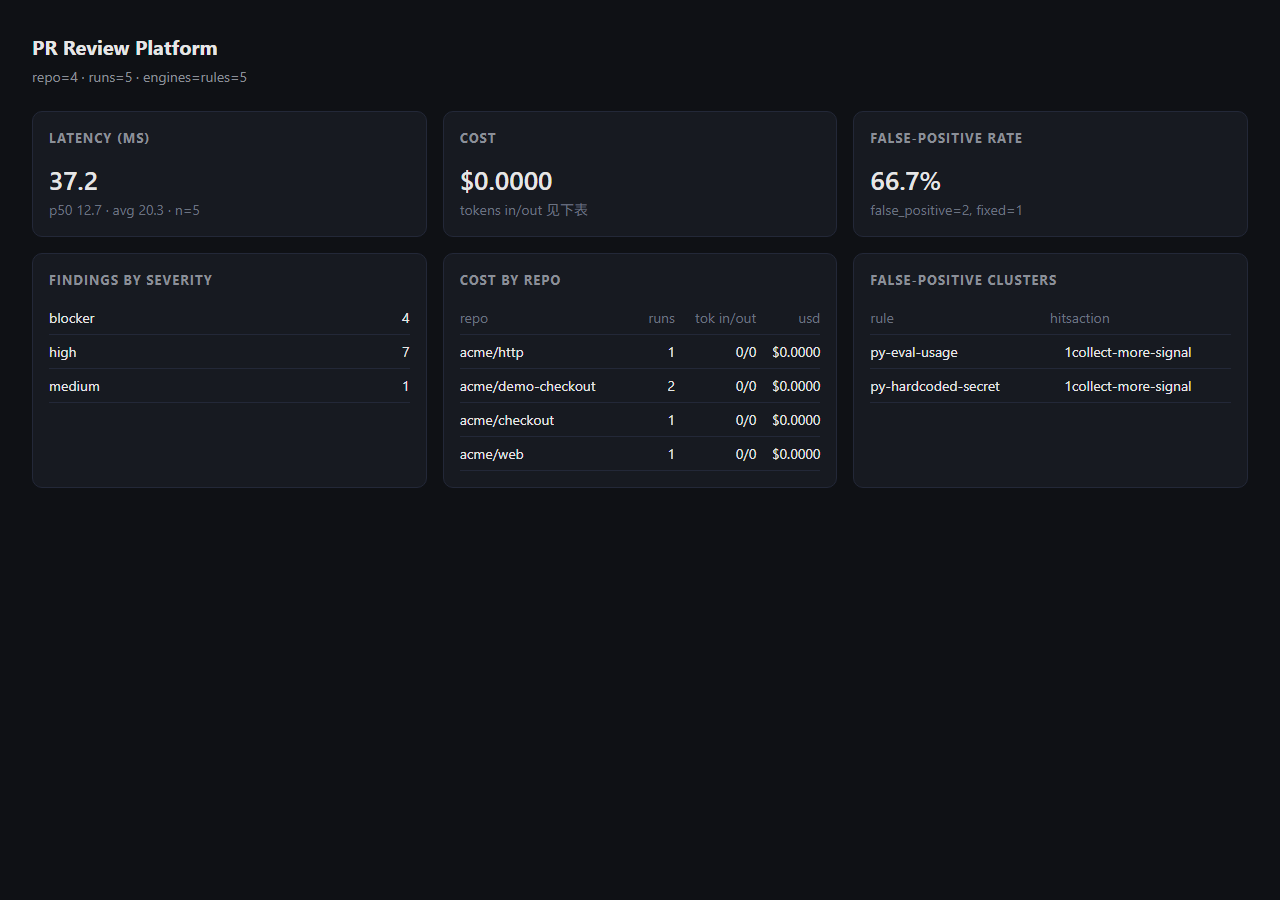 PR Review Platform
repo=4 · runs=5 · engines=rules=5
LATENCY (MS)
37.2
p50 12.7 · avg 20.3 · n=5
COST
$0.0000
tokens in/out 见下表
FALSE-POSITIVE RATE
66.7%
false_positive=2, fixed=1
FINDINGS BY SEVERITY
blocker 4
high 7
medium 1
COST BY REPO
repo runs tok in/out usd
acme/http 1 0/0 $0.0000
acme/demo-checkout 2 0/0 $0.0000
acme/checkout 1 0/0 $0.0000
acme/web 1 0/0 $0.0000
FALSE-POSITIVE CLUSTERS
rule hitsaction
py-eval-usage 1collect-more-signal
py-hardcoded-secret 1collect-more-signal